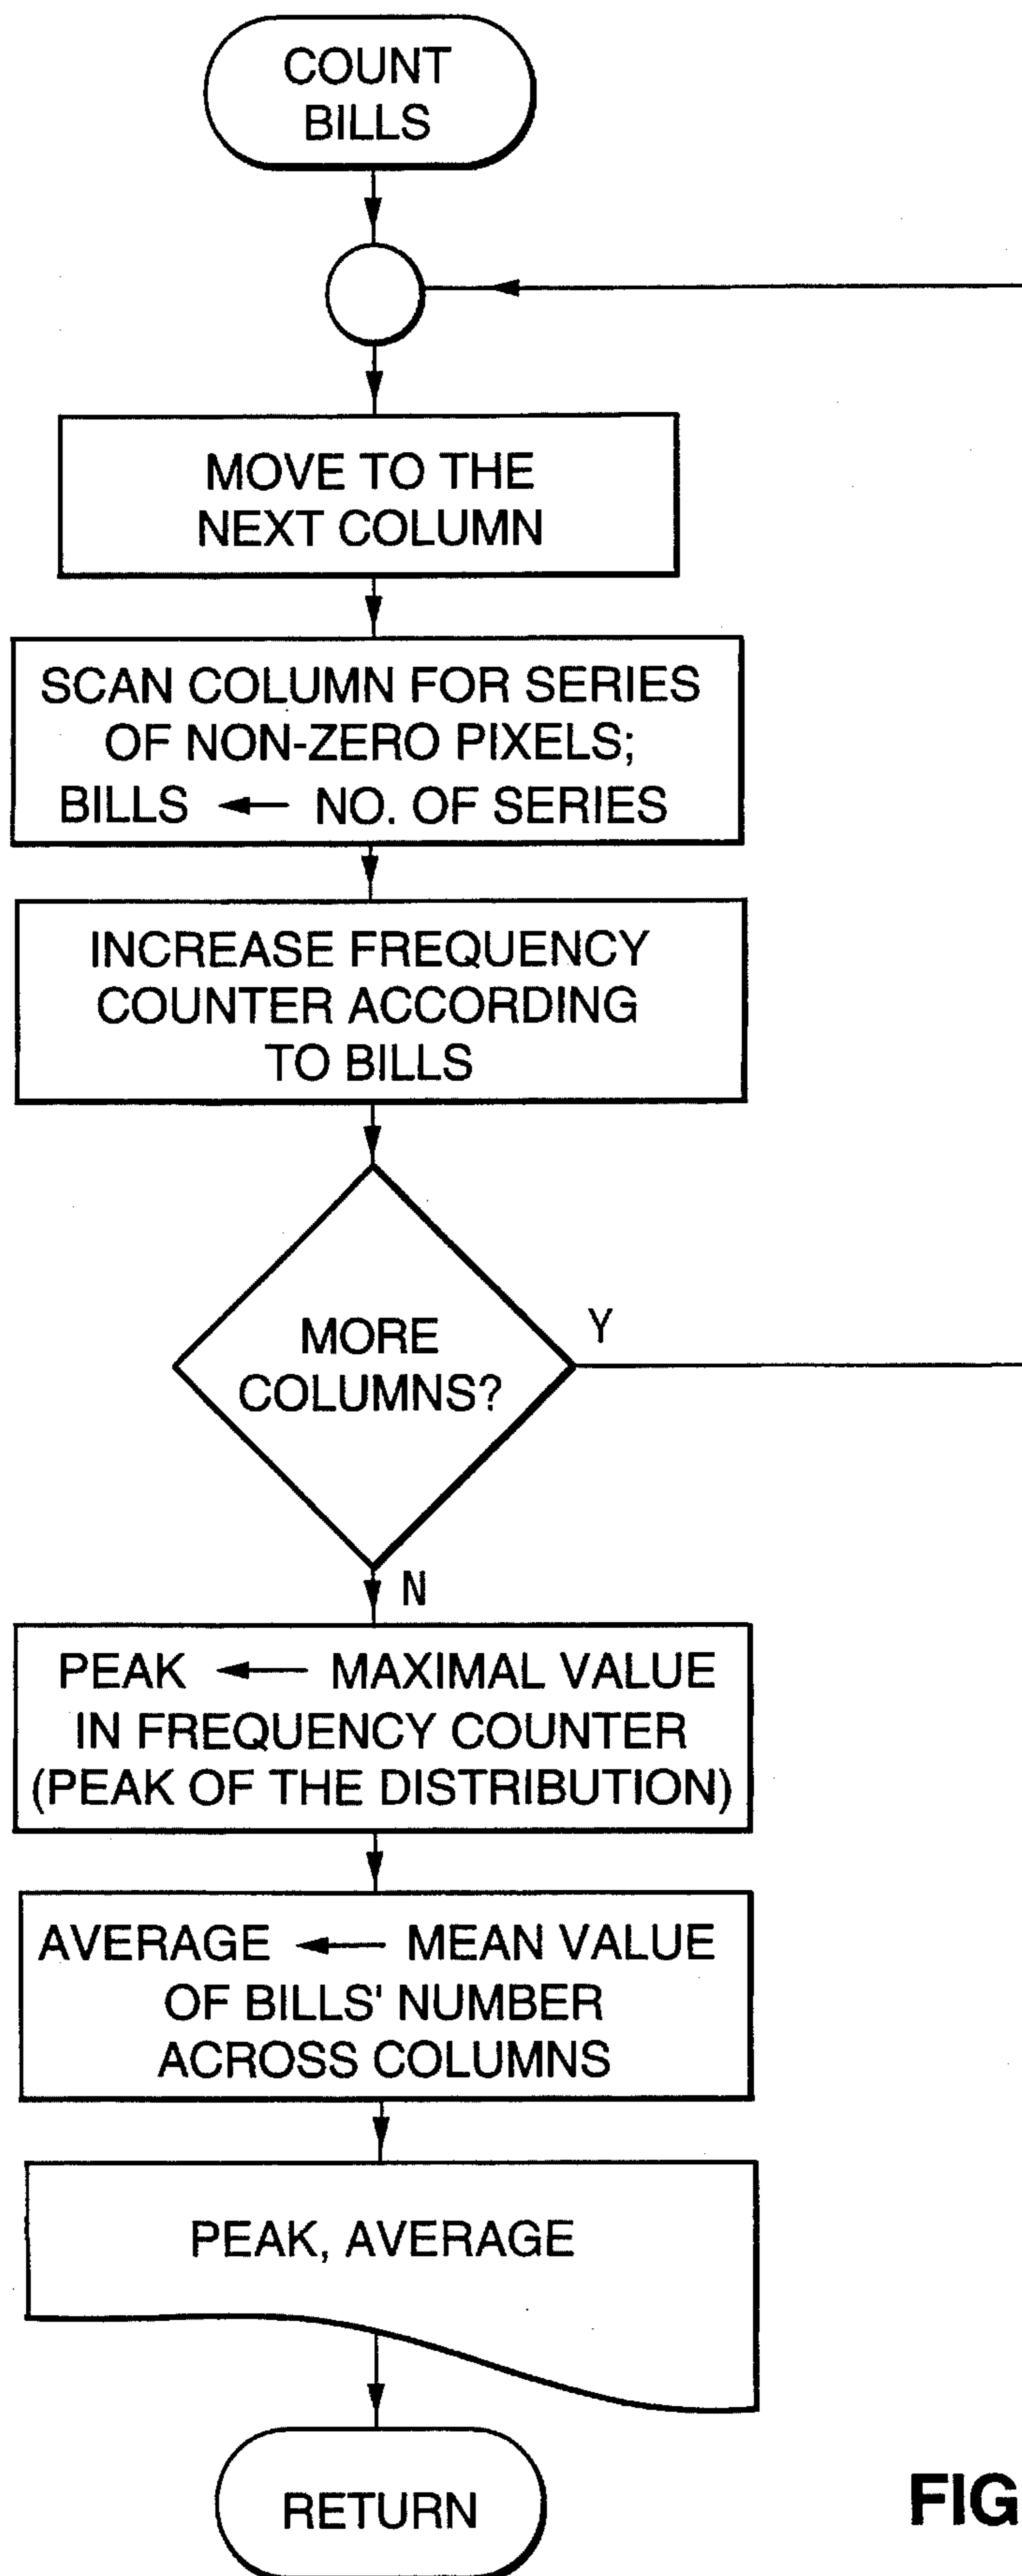 COUNT
BILLS
MOVE TO THE
NEXT COLUMN
SCAN COLUMN FOR SERIES
OF NON-ZERO PIXELS;
BILLS ← NO. OF SERIES
INCREASE FREQUENCY
COUNTER ACCORDING
TO BILLS
MORE
COLUMNS?
Y
N
PEAK ← MAXIMAL VALUE
IN FREQUENCY COUNTER
(PEAK OF THE DISTRIBUTION)
AVERAGE ← MEAN VALUE
OF BILLS' NUMBER
ACROSS COLUMNS
PEAK, AVERAGE
RETURN
FIG